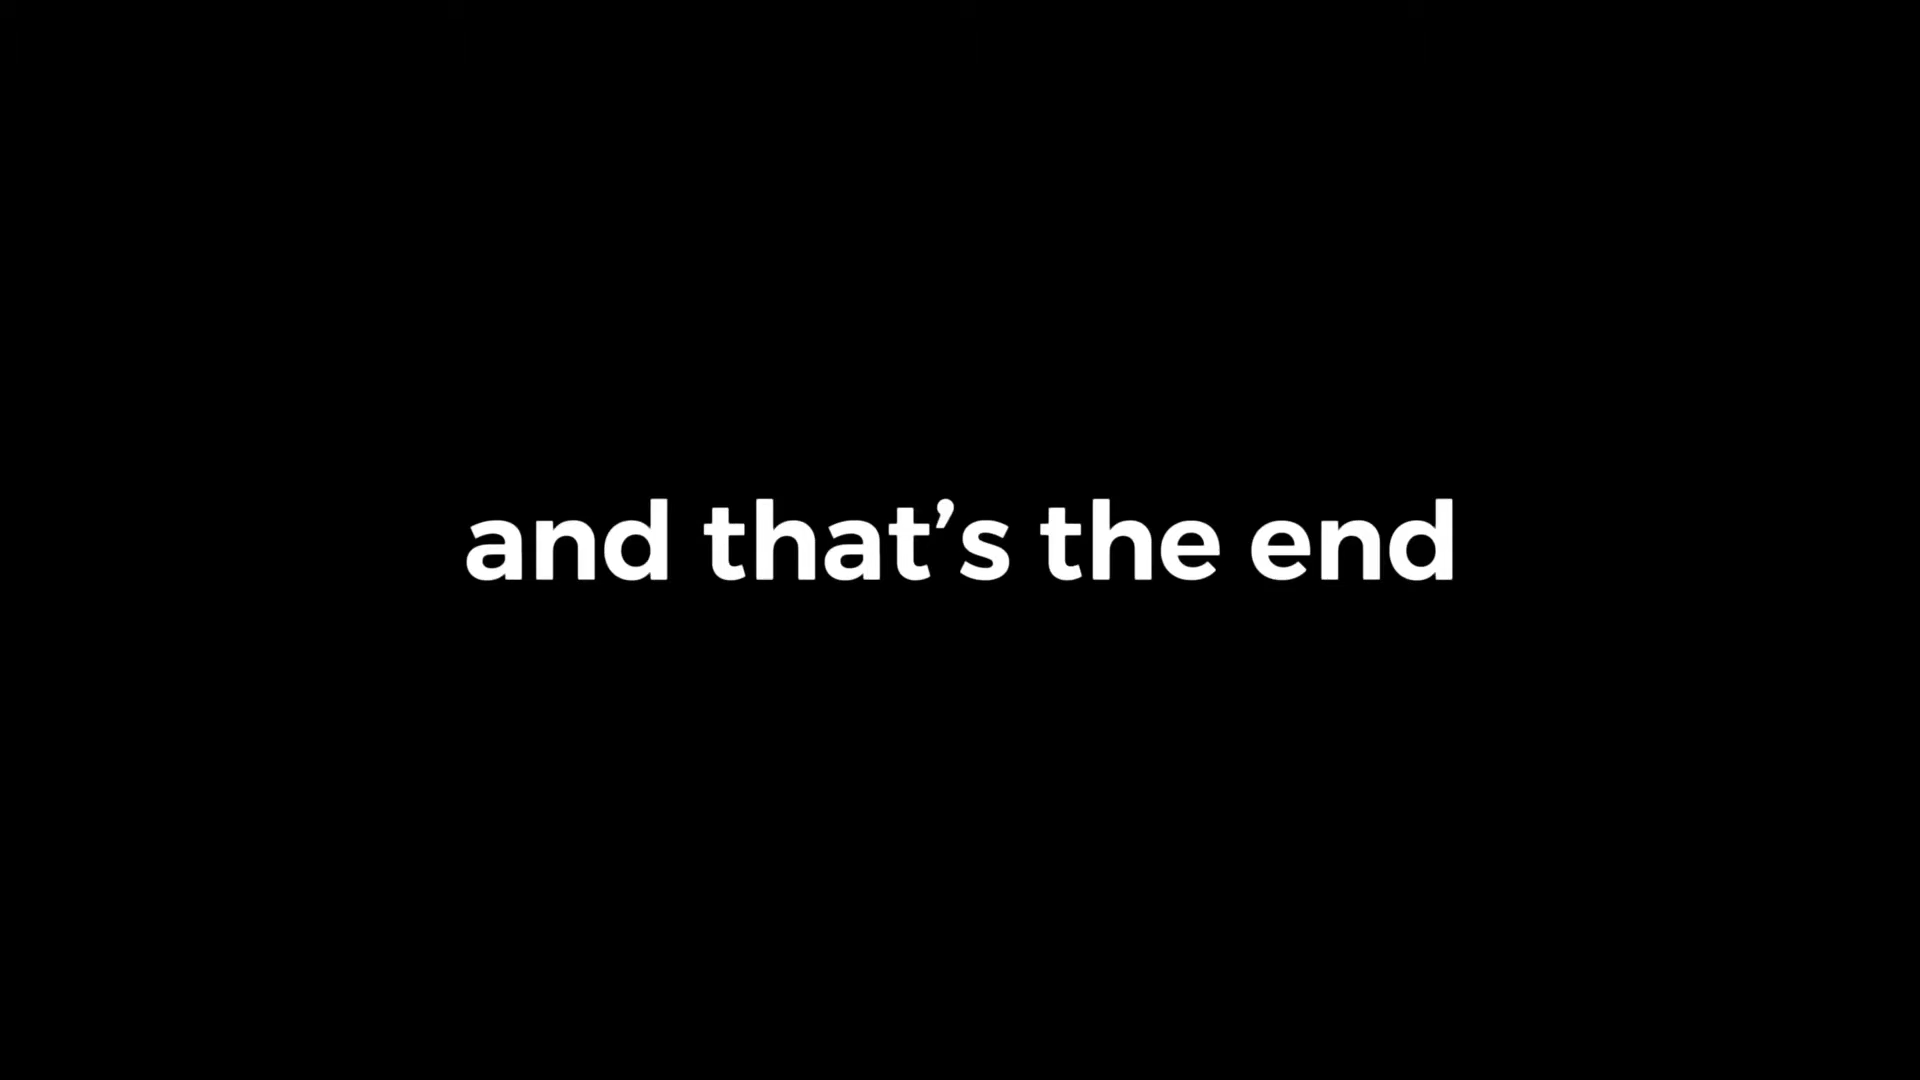 and that’s the end